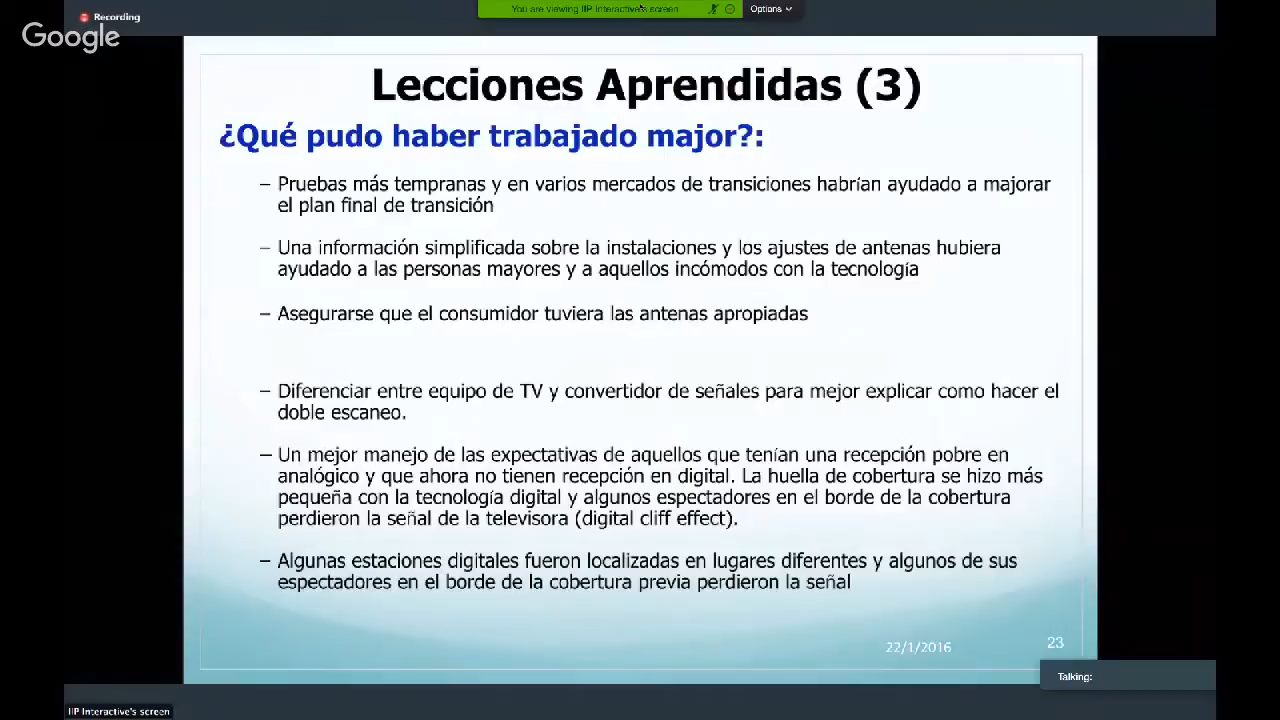 Recording
You are viewing IIP Interactive's screen
Options
Google
Lecciones Aprendidas (3)
¿Qué pudo haber trabajado major?:
– Pruebas más tempranas y en varios mercados de transiciones habrían ayudado a majorar
el plan final de transición
– Una información simplificada sobre la instalaciones y los ajustes de antenas hubiera
ayudado a las personas mayores y a aquellos incómodos con la tecnología
– Asegurarse que el consumidor tuviera las antenas apropiadas
– Diferenciar entre equipo de TV y convertidor de señales para mejor explicar como hacer el
doble escaneo.
– Un mejor manejo de las expectativas de aquellos que tenían una recepción pobre en
analógico y que ahora no tienen recepción en digital. La huella de cobertura se hizo más
pequeña con la tecnología digital y algunos espectadores en el borde de la cobertura
perdieron la señal de la televisora (digital cliff effect).
– Algunas estaciones digitales fueron localizadas en lugares diferentes y algunos de sus
espectadores en el borde de la cobertura previa perdieron la señal
22/1/2016
23
Talking:
IIP Interactive's screen